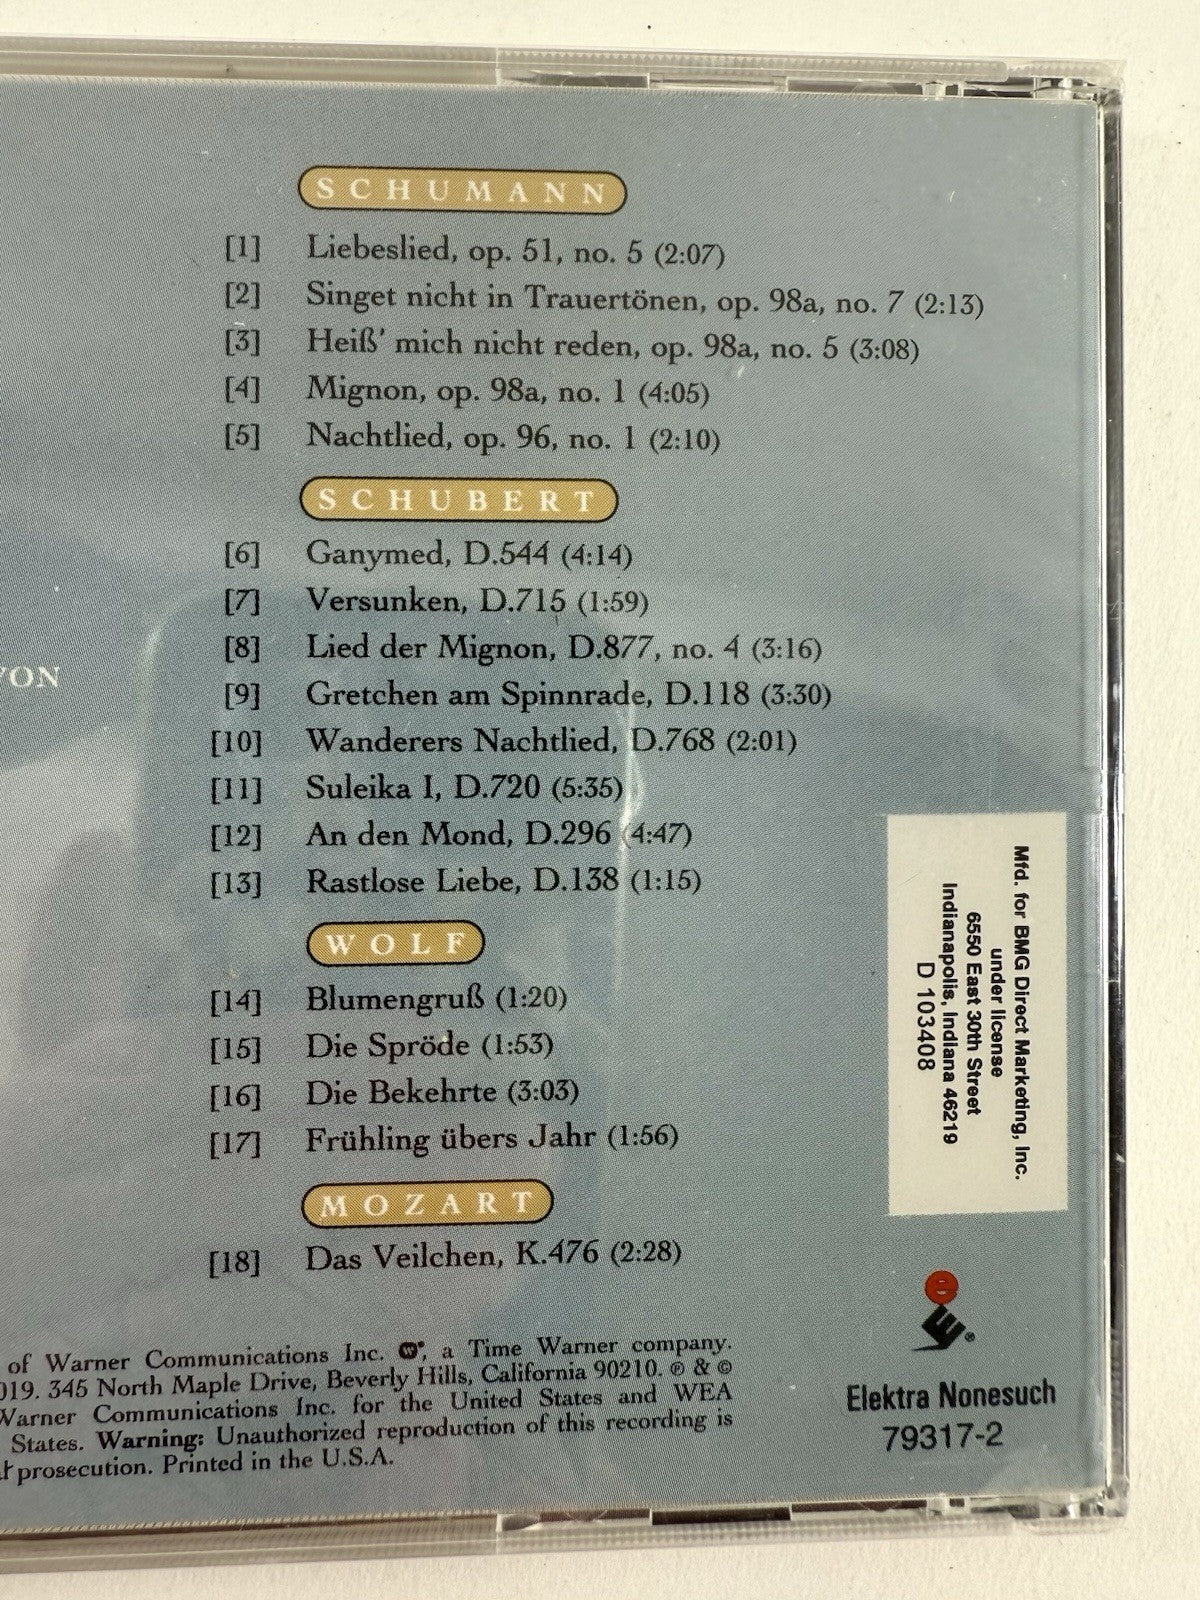 SCHUMANN
[1] Liebeslied, op. 51, no. 5 (2:07)
[2] Singet nicht in Trauertönen, op. 98a, no. 7 (2:13)
[3] Heiß' mich nicht reden, op. 98a, no. 5 (3:08)
[4] Mignon, op. 98a, no. 1 (4:05)
[5] Nachtlied, op. 96, no. 1 (2:10)
SCHUBERT
[6] Ganymed, D.544 (4:14)
[7] Versunken, D.715 (1:59)
[8] Lied der Mignon, D.877, no. 4 (3:16)
VON
[9] Gretchen am Spinnrade, D.118 (3:30)
[10] Wanderers Nachtlied, D.768 (2:01)
[11] Suleika I, D.720 (5:35)
[12] An den Mond, D.296 (4:47)
[13] Rastlose Liebe, D.138 (1:15)
WOLF
[14] Blumengruß (1:20)
[15] Die Spröde (1:53)
[16] Die Bekehrte (3:03)
[17] Frühling übers Jahr (1:56)
MOZART
[18] Das Veilchen, K.476 (2:28)
Mfd. for BMG Direct Marketing, Inc.
under license
6550 East 30th Street
Indianapolis, Indiana 46219
D 103408
of Warner Communications Inc. , a Time Warner company.
019. 345 North Maple Drive, Beverly Hills, California 90210. ℗ & ©
Warner Communications Inc. for the United States and WEA
States. Warning: Unauthorized reproduction of this recording is
prosecution. Printed in the U.S.A.
e
E®
Elektra Nonesuch
79317-2